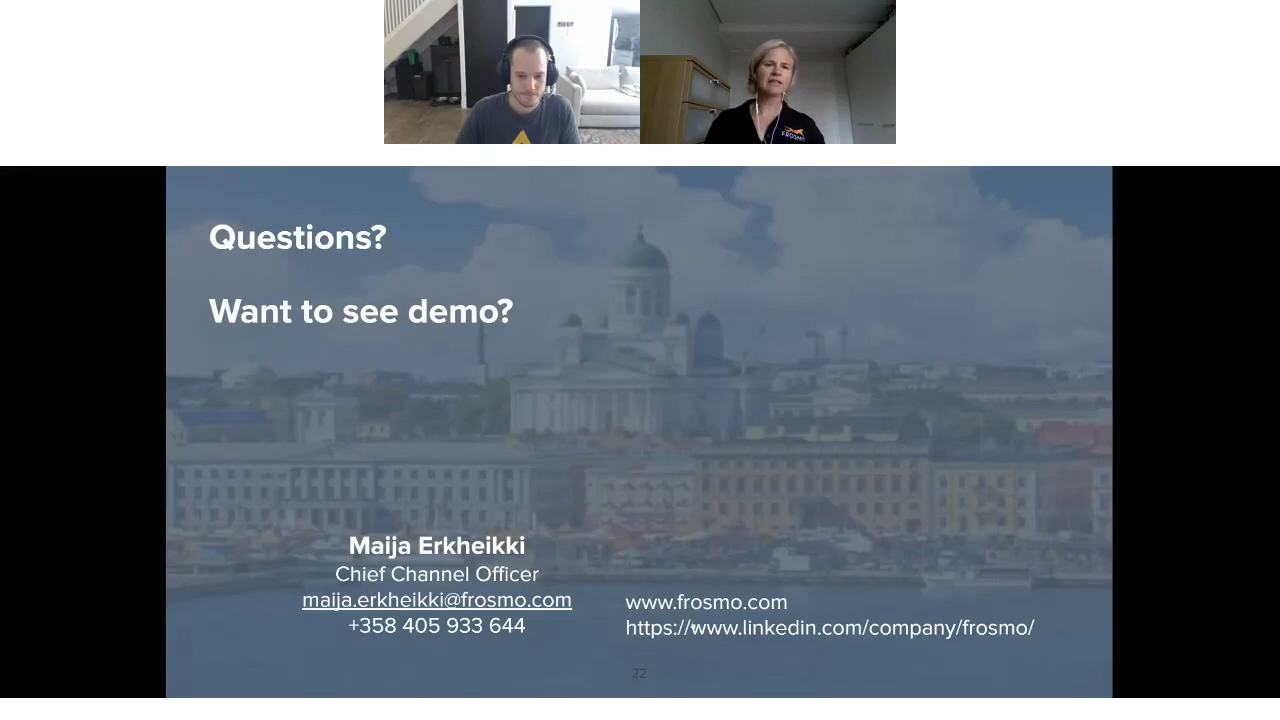 FROSMO
Questions?
Want to see demo?
Maija Erkheikki
Chief Channel Officer
maija.erkheikki@frosmo.com
+358 405 933 644
www.frosmo.com
https://www.linkedin.com/company/frosmo/
22